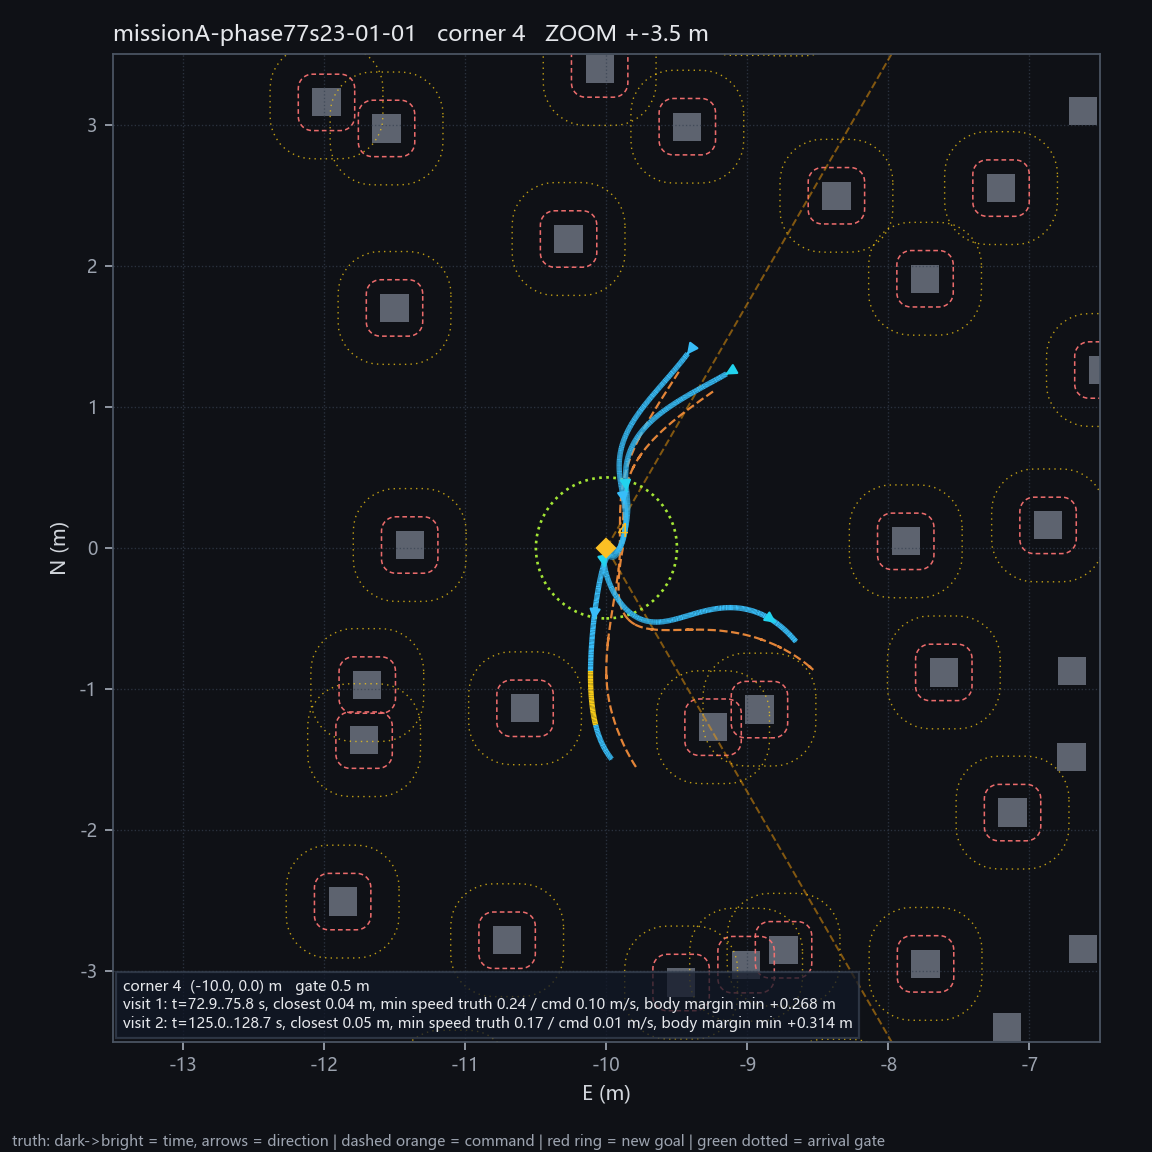 missionA-phase77s23-01-01   corner 4   ZOOM +-3.5 m
3
2
1
0
-1
-2
-3
N (m)
corner 4  (-10.0, 0.0) m   gate 0.5 m
visit 1: t=72.9..75.8 s, closest 0.04 m, min speed truth 0.24 / cmd 0.10 m/s, body margin min +0.268 m
visit 2: t=125.0..128.7 s, closest 0.05 m, min speed truth 0.17 / cmd 0.01 m/s, body margin min +0.314 m
-13 -12 -11 -10 -9 -8 -7
E (m)
truth: dark->bright = time, arrows = direction | dashed orange = command | red ring = new goal | green dotted = arrival gate